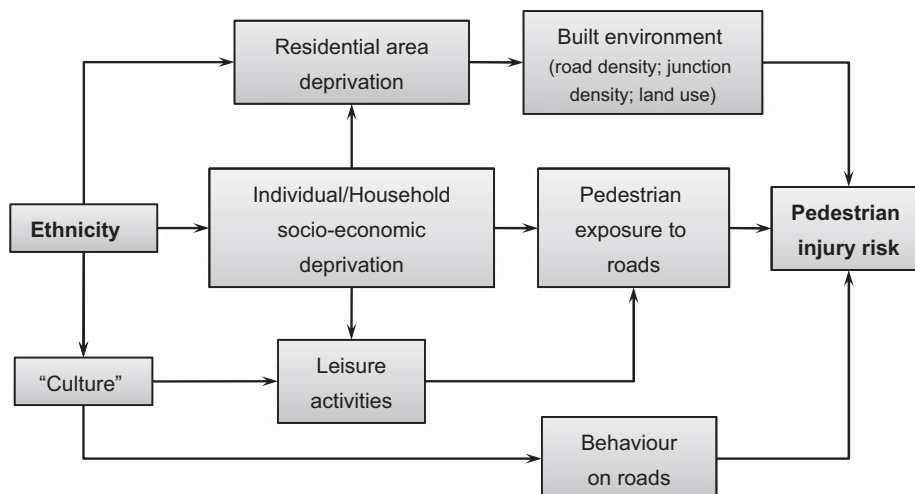 Residential area
deprivation
Built environment
(road density; junction
density; land use)
Individual/Household
socio-economic
deprivation
Pedestrian
exposure to
roads
Ethnicity
Pedestrian
injury risk
“Culture”
Leisure
activities
Behaviour
on roads